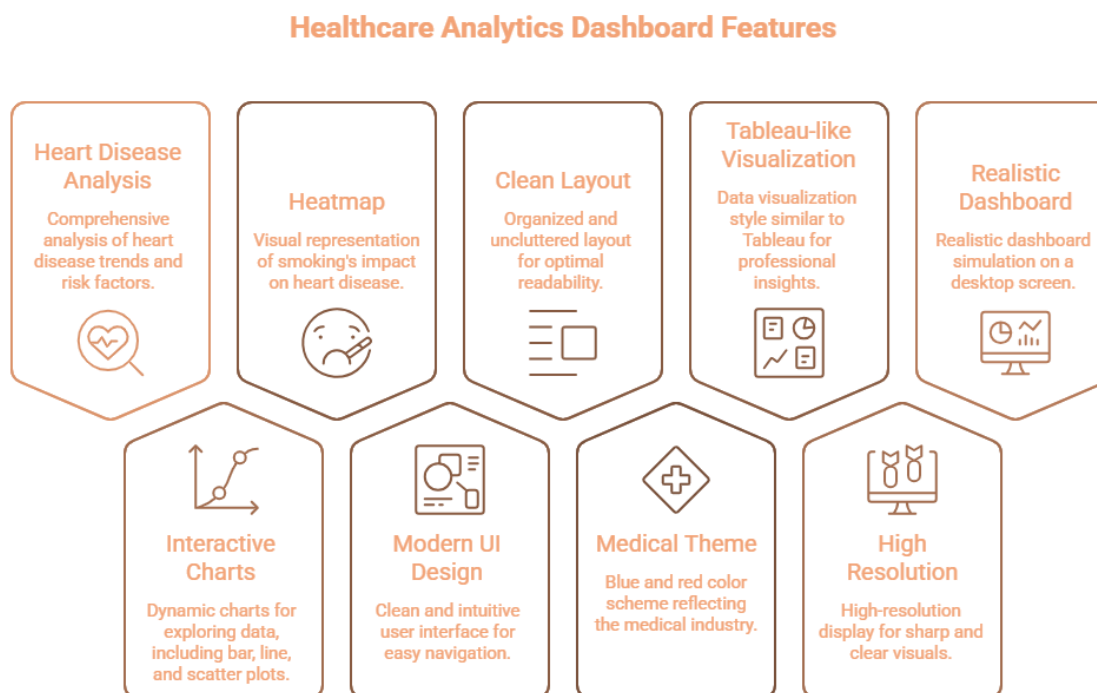 Healthcare Analytics Dashboard Features
Heart Disease
Analysis
Comprehensive
analysis of heart
disease trends and
risk factors.
Heatmap
Visual representation
of smoking's impact
on heart disease.
Clean Layout
Organized and
uncluttered layout
for optimal
readability.
Tableau-like
Visualization
Data visualization
style similar to
Tableau for
professional
insights.
Realistic
Dashboard
Realistic dashboard
simulation on a
desktop screen.
Interactive
Charts
Dynamic charts for
exploring data,
including bar, line,
and scatter plots.
Modern UI
Design
Clean and intuitive
user interface for
easy navigation.
Medical Theme
Blue and red color
scheme reflecting
the medical industry.
High
Resolution
High-resolution
display for sharp and
clear visuals.